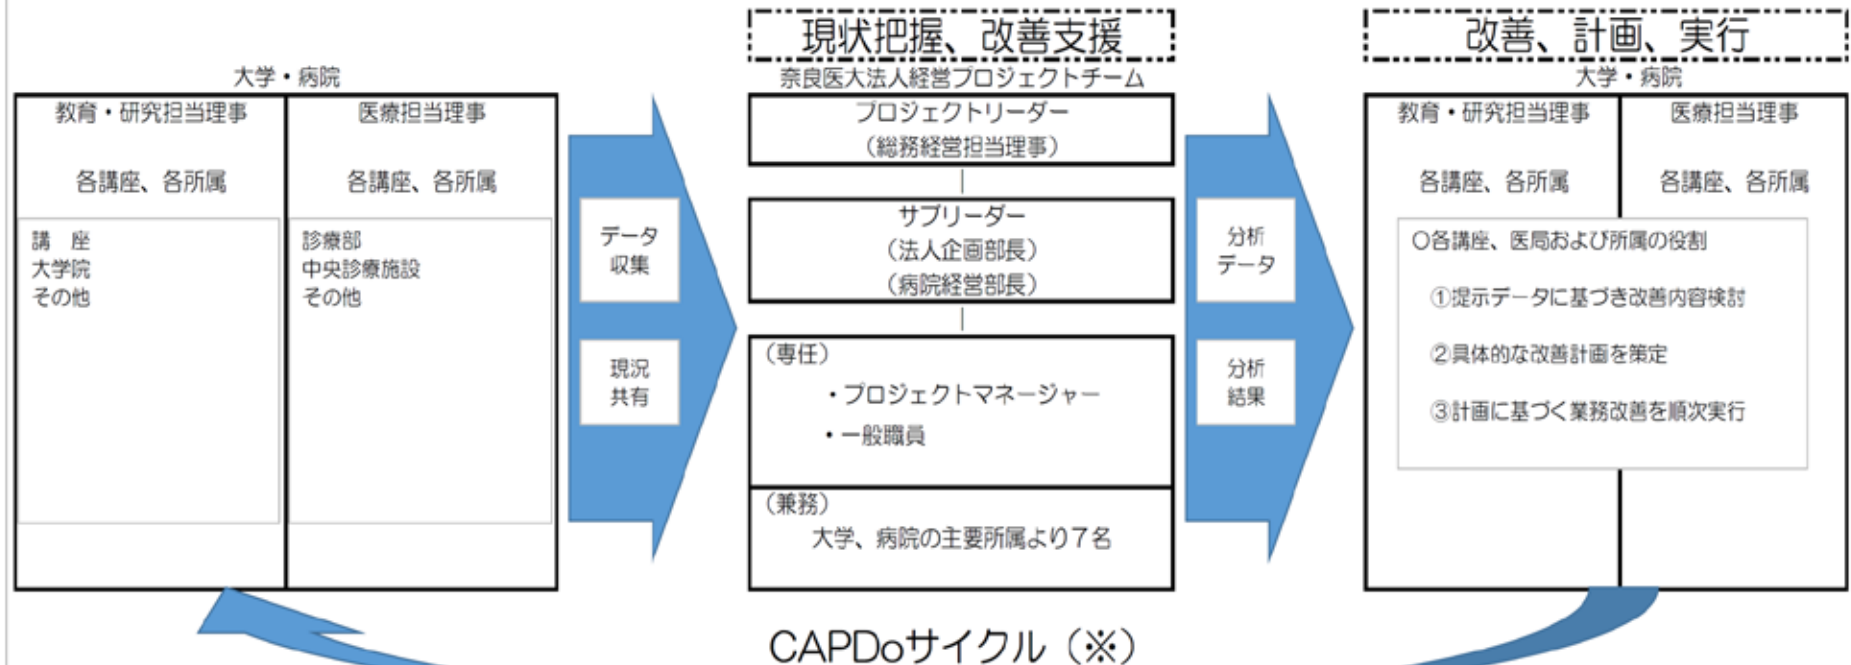 現状把握、改善支援
改善、計画、実行
大学・病院
奈良医大法人経営プロジェクトチーム
大学・病院
教育・研究担当理事
医療担当理事
各講座、各所属
各講座、各所属
講　座
大学院
その他
診療部
中央診療施設
その他
データ
収集
現況
共有
プロジェクトリーダー
（総務経営担当理事）
サブリーダー
（法人企画部長）
（病院経営部長）
（専任）
・プロジェクトマネージャー
・一般職員
（兼務）
大学、病院の主要所属より７名
分析
データ
分析
結果
教育・研究担当理事
医療担当理事
各講座、各所属
各講座、各所属
〇各講座、医局および所属の役割
①提示データに基づき改善内容検討
②具体的な改善計画を策定
③計画に基づく業務改善を順次実行
CAPDoサイクル（※）